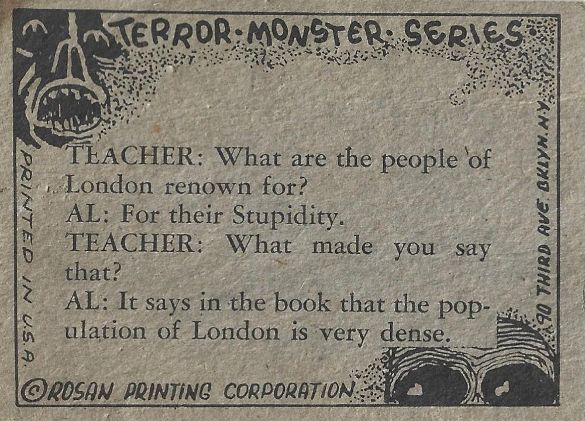 TERROR·MONSTER·SERIES
TEACHER: What are the people of
London renown for?
AL: For their Stupidity.
TEACHER: What made you say
that?
AL: It says in the book that the pop-
ulation of London is very dense.
PRINTED IN USA
90 THIRD AVE BKLYN. N.Y.
©ROSAN PRINTING CORPORATION